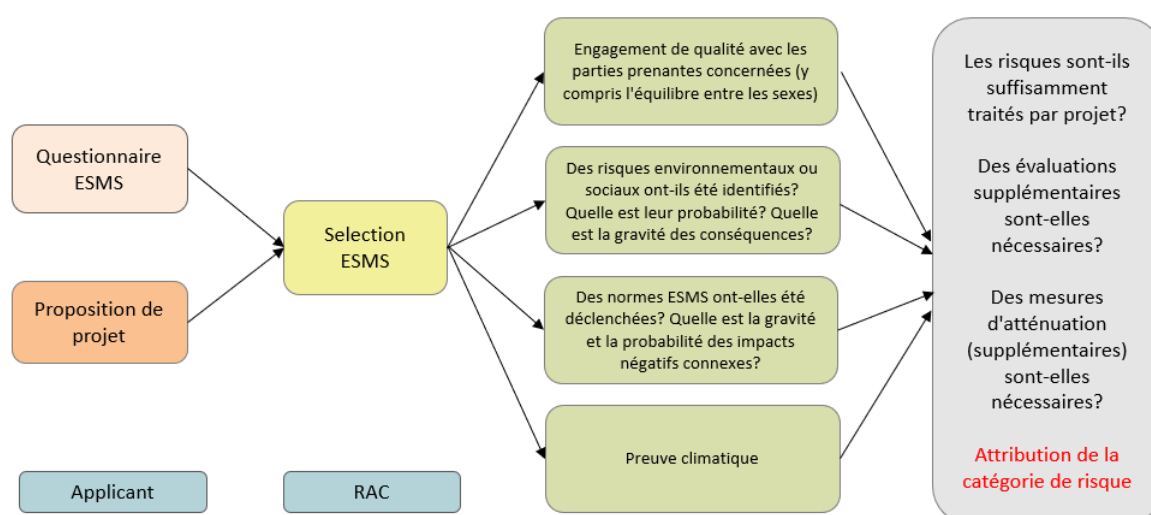 Questionnaire
ESMS
Proposition de
projet
Applicant
Selection
ESMS
RAC
Engagement de qualité avec les
parties prenantes concernées (y
compris l'équilibre entre les sexes)
Des risques environnementaux ou
sociaux ont-ils été identifiés?
Quelle est leur probabilité? Quelle
est la gravité des conséquences?
Des normes ESMS ont-elles été
déclenchées? Quelle est la gravité
et la probabilité des impacts
négatifs connexes?
Preuve climatique
Les risques sont-ils
suffisamment
traités par projet?
Des évaluations
supplémentaires
sont-elles
nécessaires?
Des mesures
d'atténuation
(supplémentaires)
sont-elles
nécessaires?
Attribution de la
catégorie de risque